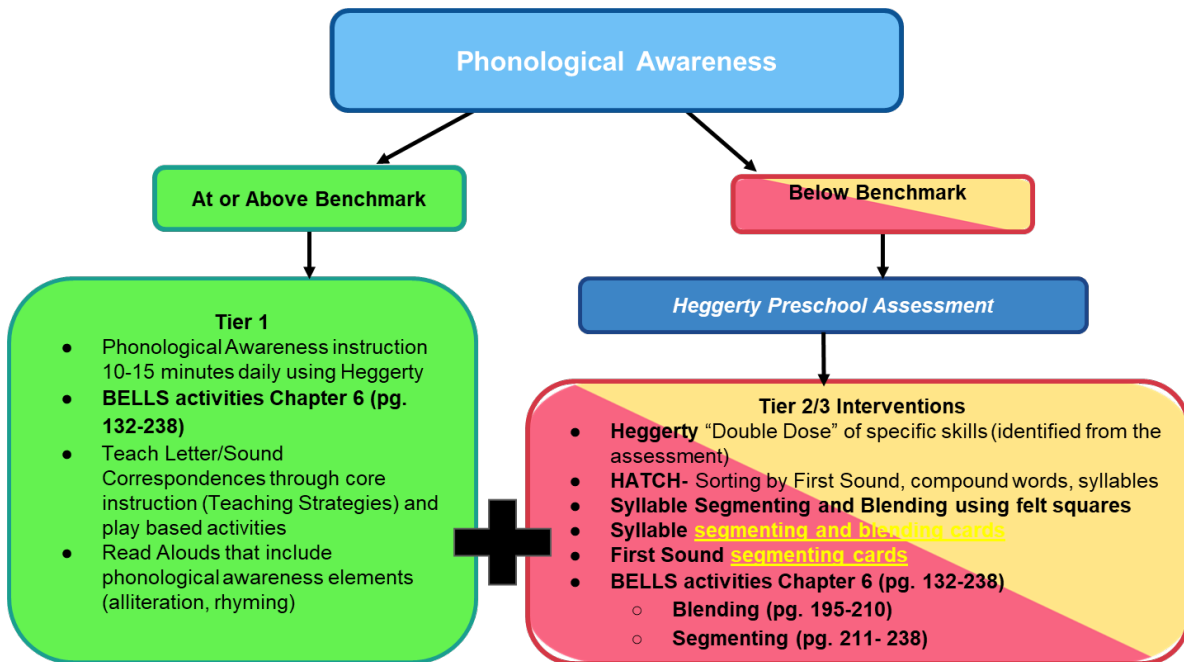 Phonological Awareness
At or Above Benchmark
Below Benchmark
Heggerty Preschool Assessment
Tier 1
● Phonological Awareness instruction
10-15 minutes daily using Heggerty
● BELLS activities Chapter 6 (pg.
132-238)
● Teach Letter/Sound
Correspondences through core
instruction (Teaching Strategies) and
play based activities
● Read Alouds that include
phonological awareness elements
(alliteration, rhyming)
Tier 2/3 Interventions
● Heggerty “Double Dose” of specific skills (identified from the
assessment)
● HATCH- Sorting by First Sound, compound words, syllables
● Syllable Segmenting and Blending using felt squares
● Syllable segmenting and blending cards
● First Sound segmenting cards
● BELLS activities Chapter 6 (pg. 132-238)
○ Blending (pg. 195-210)
○ Segmenting (pg. 211- 238)